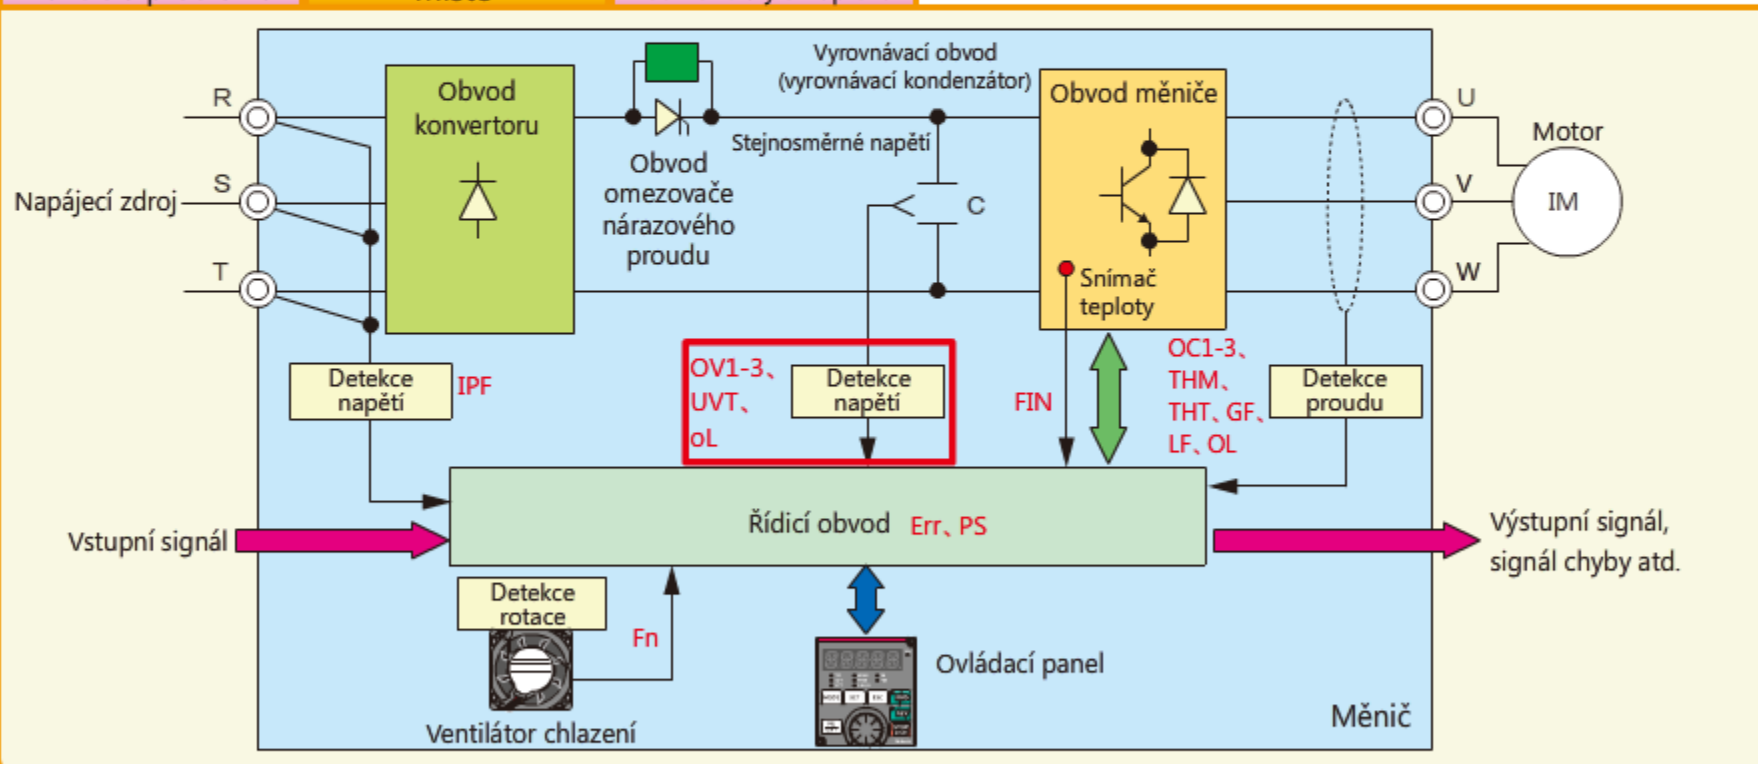 Vyrovnávací obvod
(vyrovnávací kondenzátor)
Obvod
konvertoru
Obvod měniče
R
U
Motor
Stejnosměrné napětí
Obvod
omezovače
nárazového
proudu
Napájecí zdroj
S
C
V
IM
T
Snímač
teploty
W
Detekce
napětí
IPF
OV1-3、
UVT、
oL
Detekce
napětí
FIN
OC1-3、
THM、
THT、GF、
LF、OL
Detekce
proudu
Řídicí obvod
Err、PS
Vstupní signál
Výstupní signál,
signál chyby atd.
Detekce
rotace
Fn
Ovládací panel
Ventilátor chlazení
Měnič